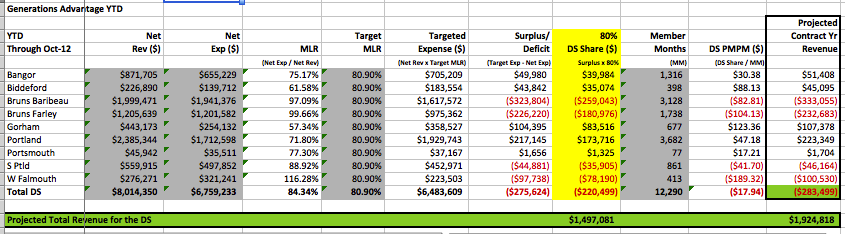 Generations Advantage YTD
Projected
YTD Net Net Target Targeted Surplus/ 80% Member Contract Yr
Through Oct-12 Rev ($) Exp ($) MLR MLR Expense ($) Deficit DS Share ($) Months DS PMPM ($) Revenue
(Net Exp / Net Rev) (Net Rev x Target MLR) (Target Exp - Net Exp) Surplus x 80% (MM) (DS Share / MM)
Bangor $871,705 $655,229 75.17% 80.90% $705,209 $49,980 $39,984 1,316 $30.38 $51,408
Biddeford $226,890 $139,712 61.58% 80.90% $183,554 $43,842 $35,074 398 $88.13 $45,095
Bruns Baribeau $1,999,471 $1,941,376 97.09% 80.90% $1,617,572 ($323,804) ($259,043) 3,128 ($82.81) ($333,055)
Bruns Farley $1,205,639 $1,201,582 99.66% 80.90% $975,362 ($226,220) ($180,976) 1,738 ($104.13) ($232,683)
Gorham $443,173 $254,132 57.34% 80.90% $358,527 $104,395 $83,516 677 $123.36 $107,378
Portland $2,385,344 $1,712,598 71.80% 80.90% $1,929,743 $217,145 $173,716 3,682 $47.18 $223,349
Portsmouth $45,942 $35,511 77.30% 80.90% $37,167 $1,656 $1,325 77 $17.21 $1,704
S Ptld $559,915 $497,852 88.92% 80.90% $452,971 ($44,881) ($35,905) 861 ($41.70) ($46,164)
W Falmouth $276,271 $321,241 116.28% 80.90% $223,503 ($97,738) ($78,190) 413 ($189.32) ($100,530)
Total DS $8,014,350 $6,759,233 84.34% 80.90% $6,483,609 ($275,624) ($220,499) 12,290 ($17.94) ($283,499)
Projected Total Revenue for the DS $1,497,081 $1,924,818